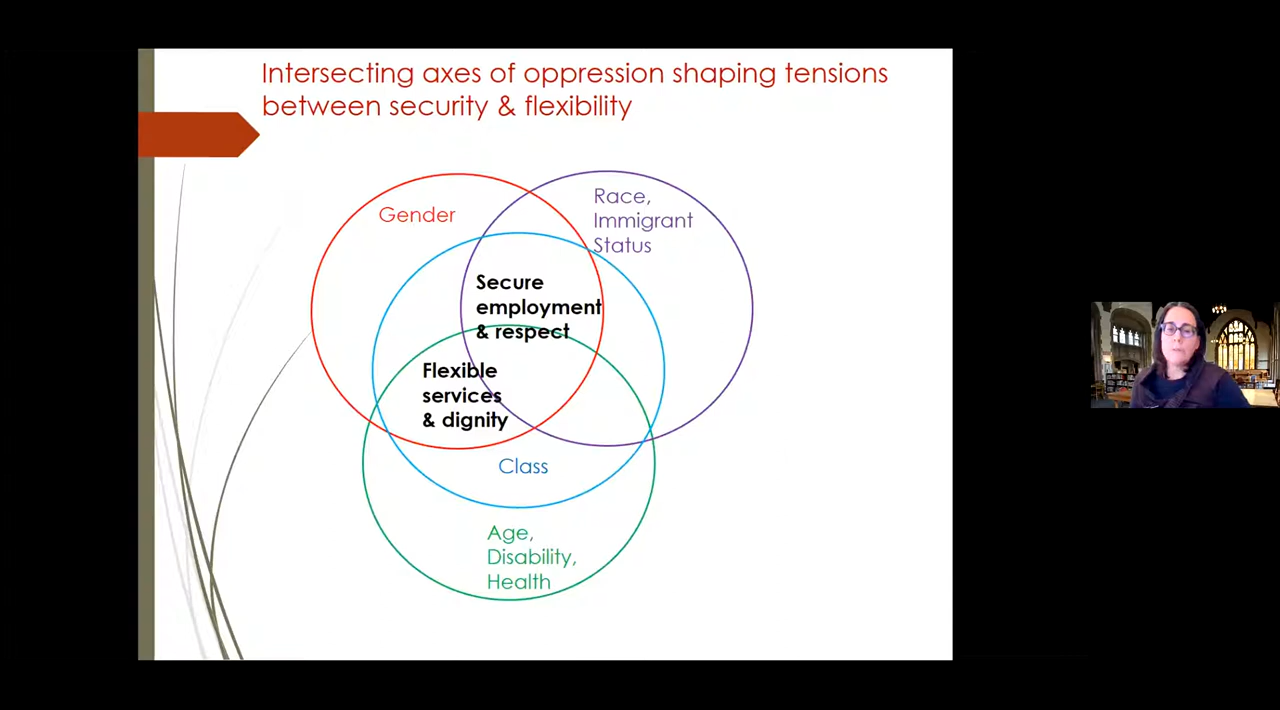 Intersecting axes of oppression shaping tensions
between security & flexibility
Gender
Race,
Immigrant
Status
Secure
employment
& respect
Flexible
services
& dignity
Class
Age,
Disability,
Health